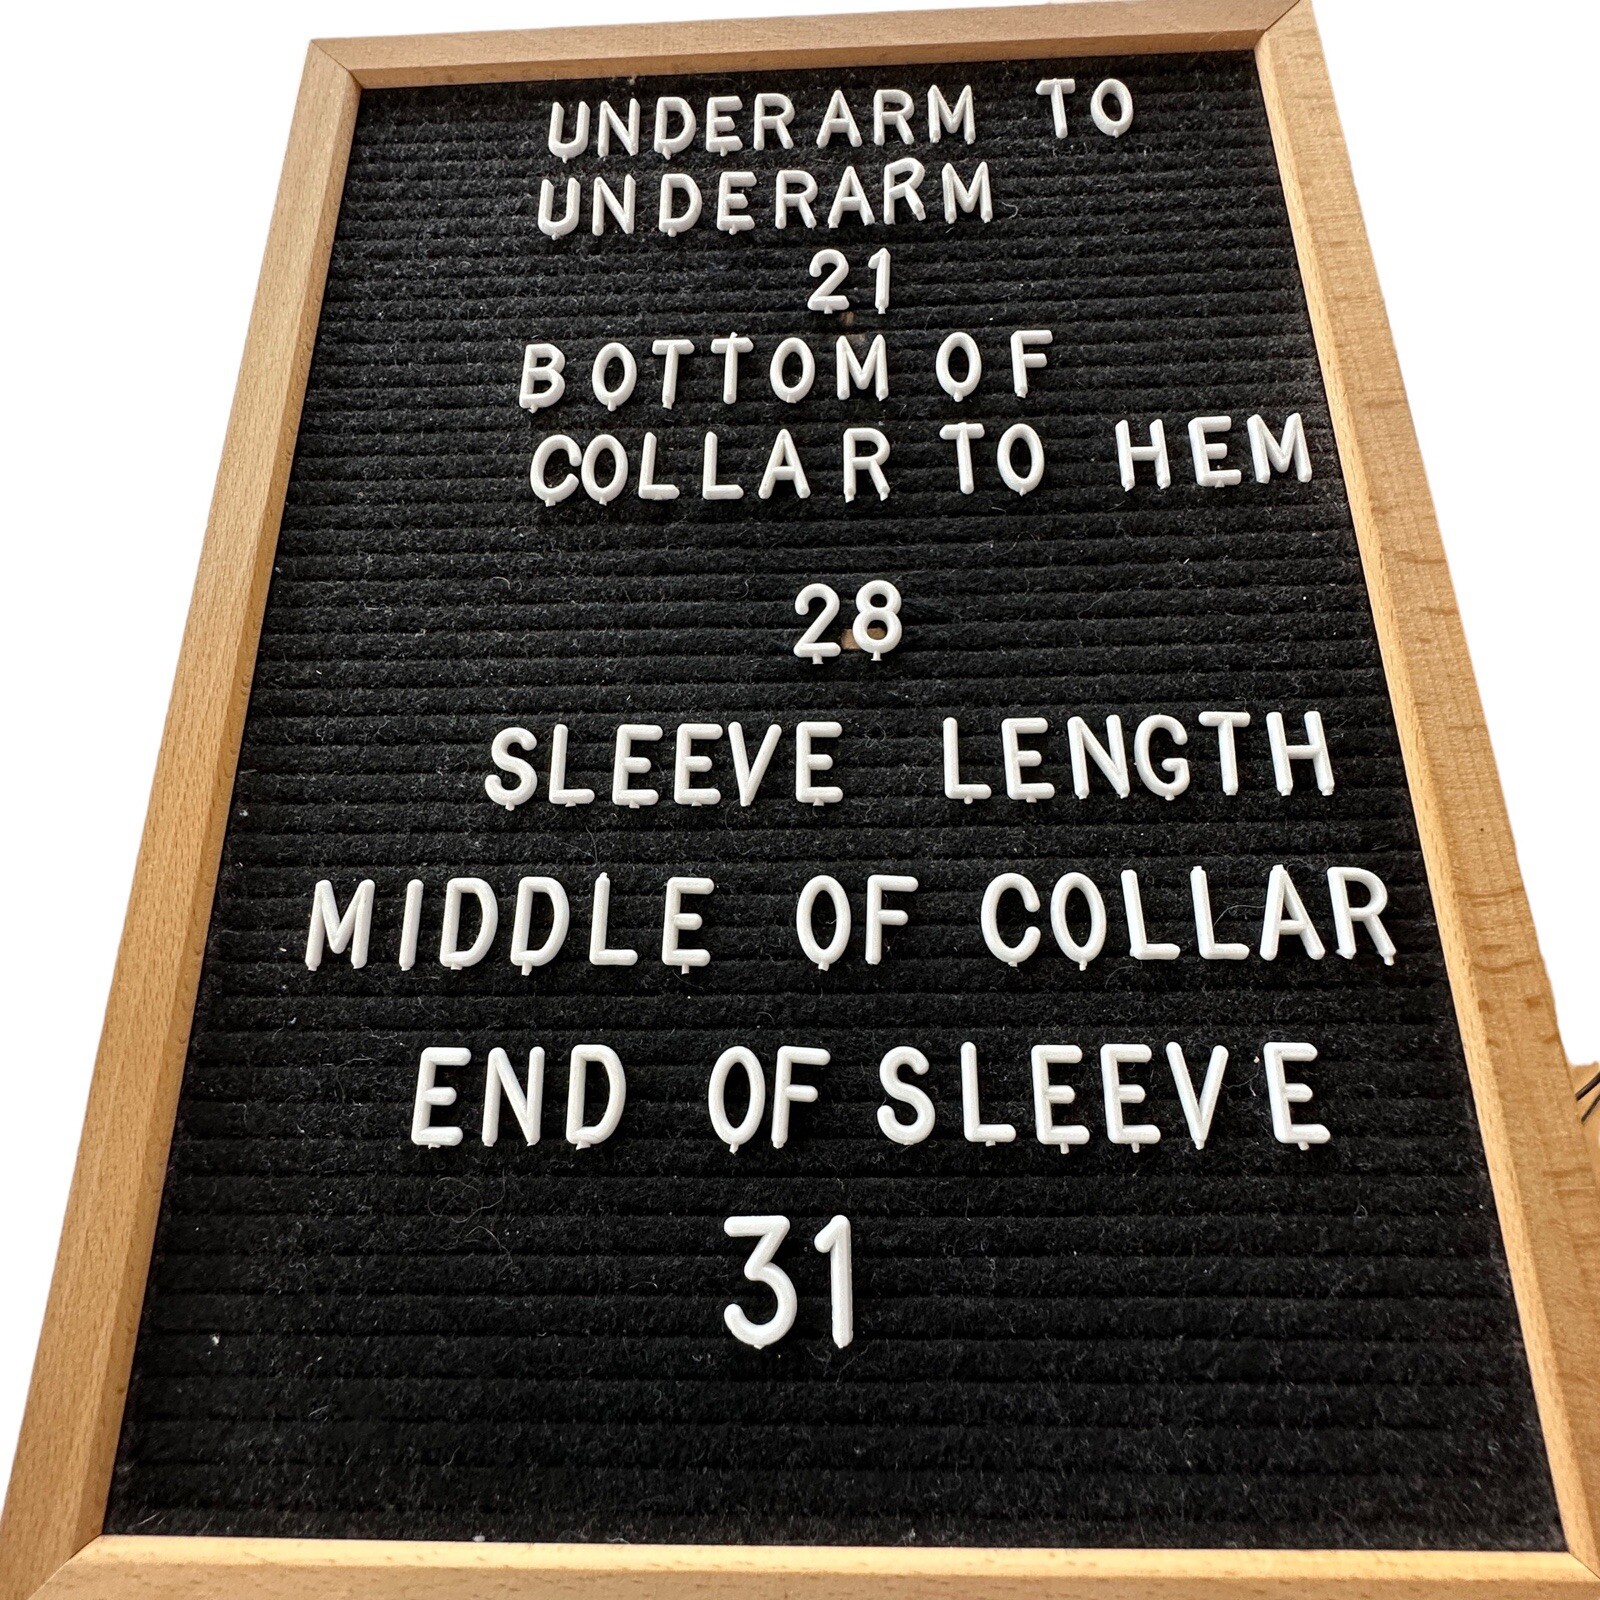 UNDERARM TO
UNDERARM
21
BOTTOM OF
COLLAR TO HEM
28
SLEEVE LENGTH
MIDDLE OF COLLAR
END OF SLEEVE
31